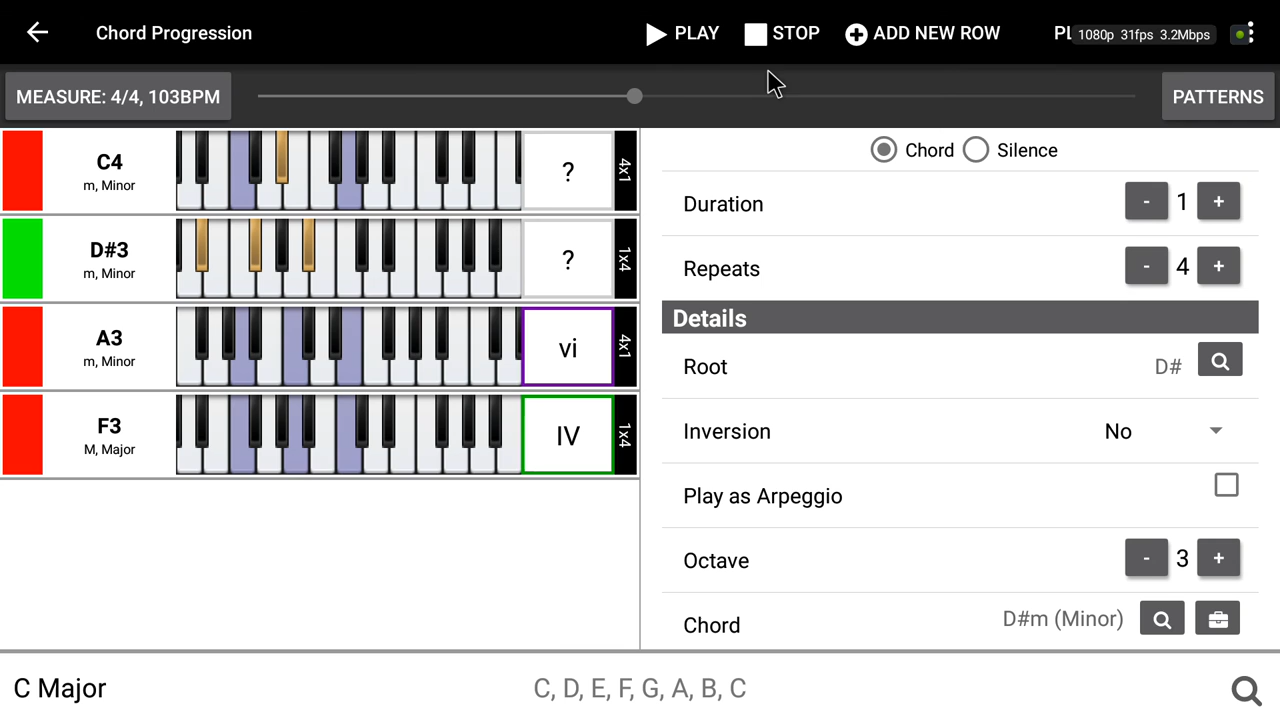 Chord Progression
PLAY
STOP
ADD NEW ROW
PL
1080p 31fps 3.2Mbps
MEASURE: 4/4, 103BPM
PATTERNS
C4
m, Minor
?
4x1
D#3
m, Minor
?
1x4
A3
m, Minor
vi
4x1
F3
M, Major
IV
1x4
Chord
Silence
Duration
- 1 +
Repeats
- 4 +
Details
Root
D#
Inversion
No
Play as Arpeggio
Octave
- 3 +
Chord
D#m (Minor)
C Major
C, D, E, F, G, A, B, C